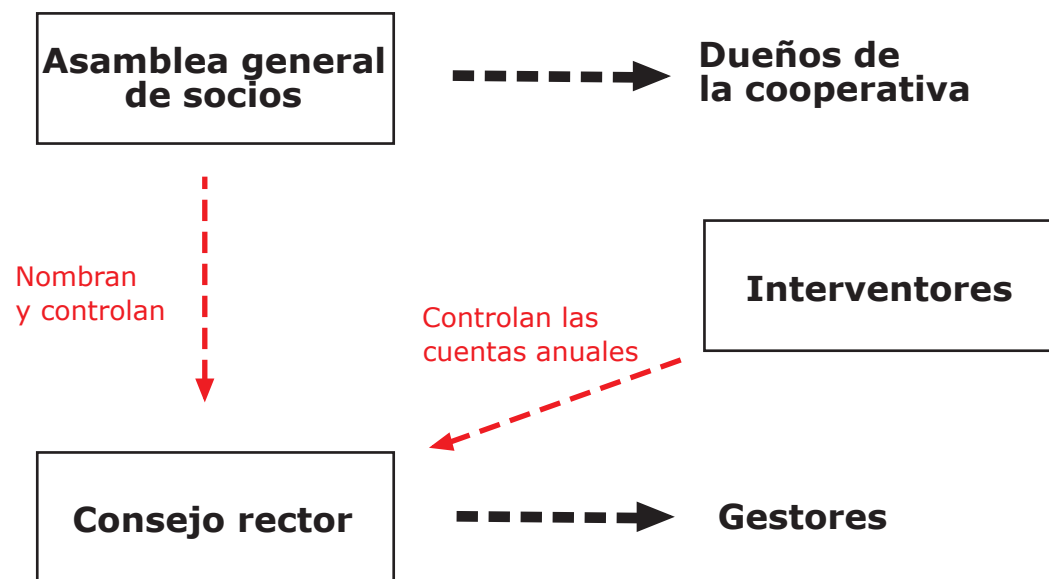 Asamblea general
de socios
Dueños de
la cooperativa
Nombran
y controlan
Interventores
Controlan las
cuentas anuales
Consejo rector
Gestores